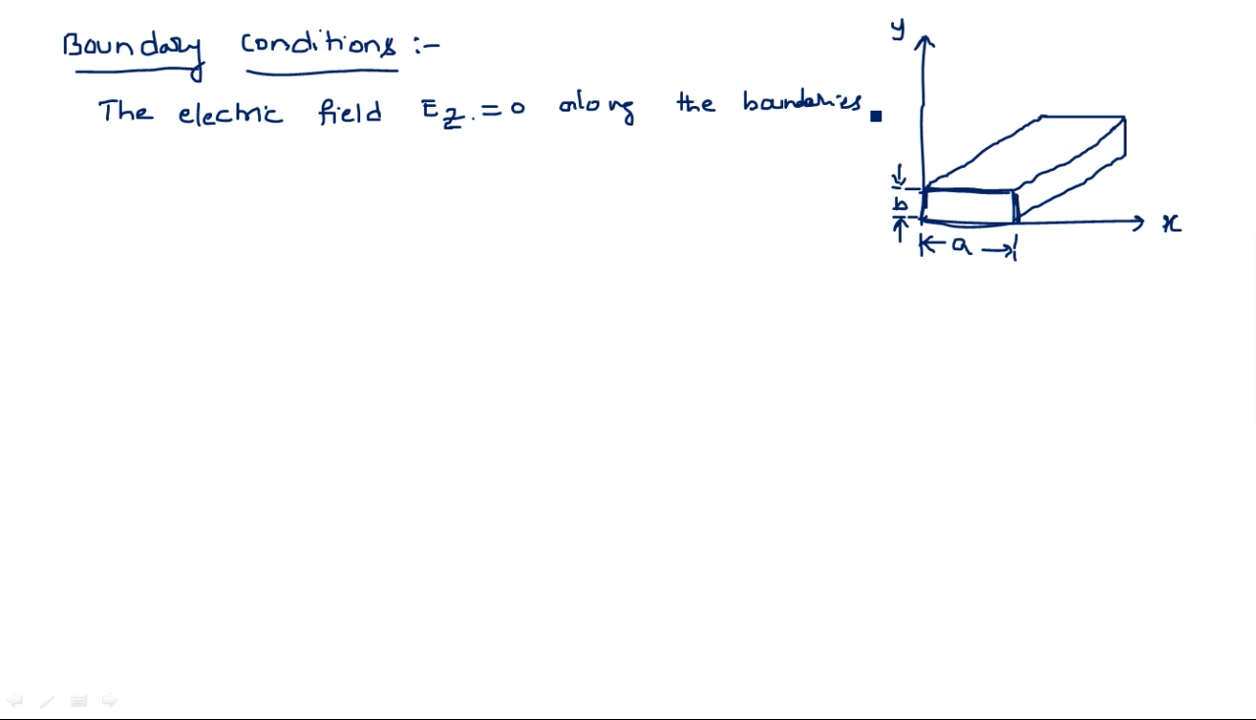 Boundary Conditions :-
The electric field Ez = 0 along the boundaries.
y
b
a
x